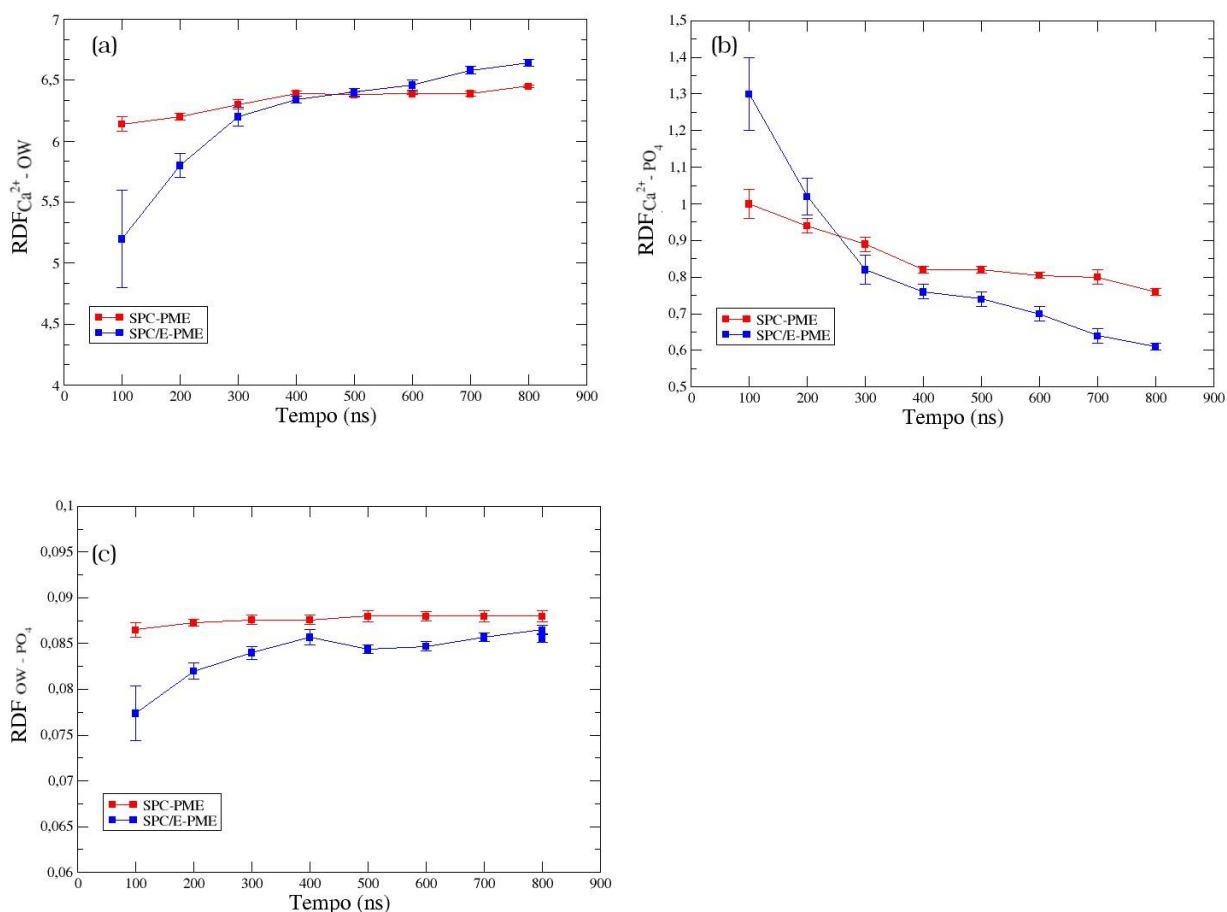 (a)
7
6,5
6
5,5
5
4,5
4
RDF Ca²⁺ - OW
SPC-PME
SPC/E-PME
0 100 200 300 400 500 600 700 800 900
Tempo (ns)
(b)
1,5
1,4
1,3
1,2
1,1
1
0,9
0,8
0,7
0,6
0,5
RDF Ca²⁺ - PO₄
SPC-PME
SPC/E-PME
0 100 200 300 400 500 600 700 800 900
Tempo (ns)
(c)
0,1
0,095
0,09
0,085
0,08
0,075
0,07
0,065
0,06
RDF OW - PO₄
SPC-PME
SPC/E-PME
0 100 200 300 400 500 600 700 800 900
Tempo (ns)